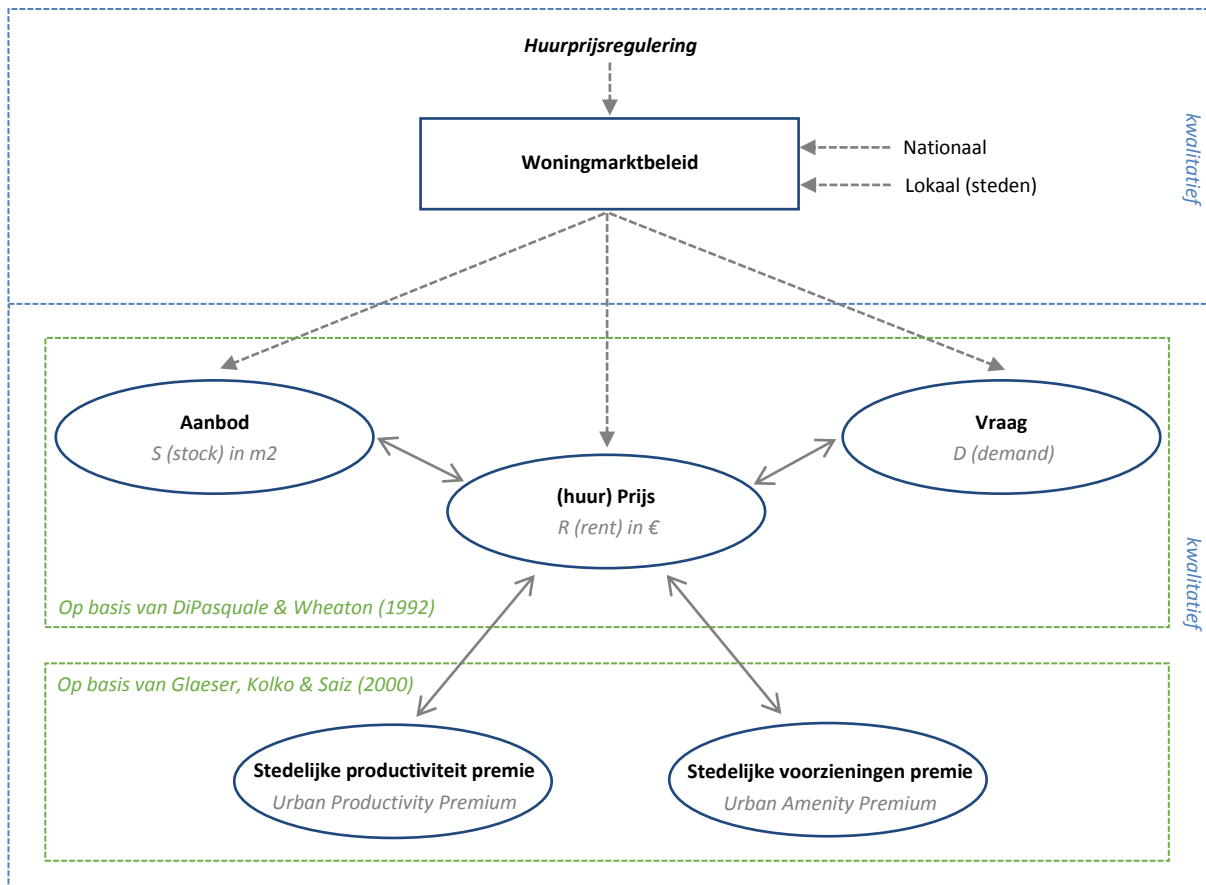 Huurprijsregulering
kwalitatief
Woningmarktbeleid
Nationaal
Lokaal (steden)
Aanbod
S (stock) in m2
Vraag
D (demand)
(huur) Prijs
R (rent) in €
kwalitatief
Op basis van DiPasquale & Wheaton (1992)
Op basis van Glaeser, Kolko & Saiz (2000)
Stedelijke productiviteit premie
Urban Productivity Premium
Stedelijke voorzieningen premie
Urban Amenity Premium